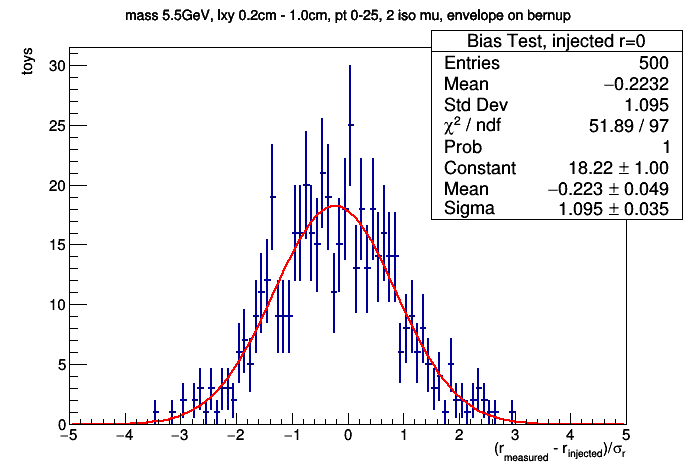 mass 5.5GeV, lxy 0.2cm - 1.0cm, pt 0-25, 2 iso mu, envelope on bernup
Bias Test, injected r=0
Entries 500
Mean −0.2232
Std Dev 1.095
χ² / ndf 51.89 / 97
Prob 1
Constant 18.22 ± 1.00
Mean −0.223 ± 0.049
Sigma 1.095 ± 0.035
toys
30
25
20
15
10
5
0
−5 −4 −3 −2 −1 0 1 2 3 4 5
(r_measured - r_injected)/σ_r